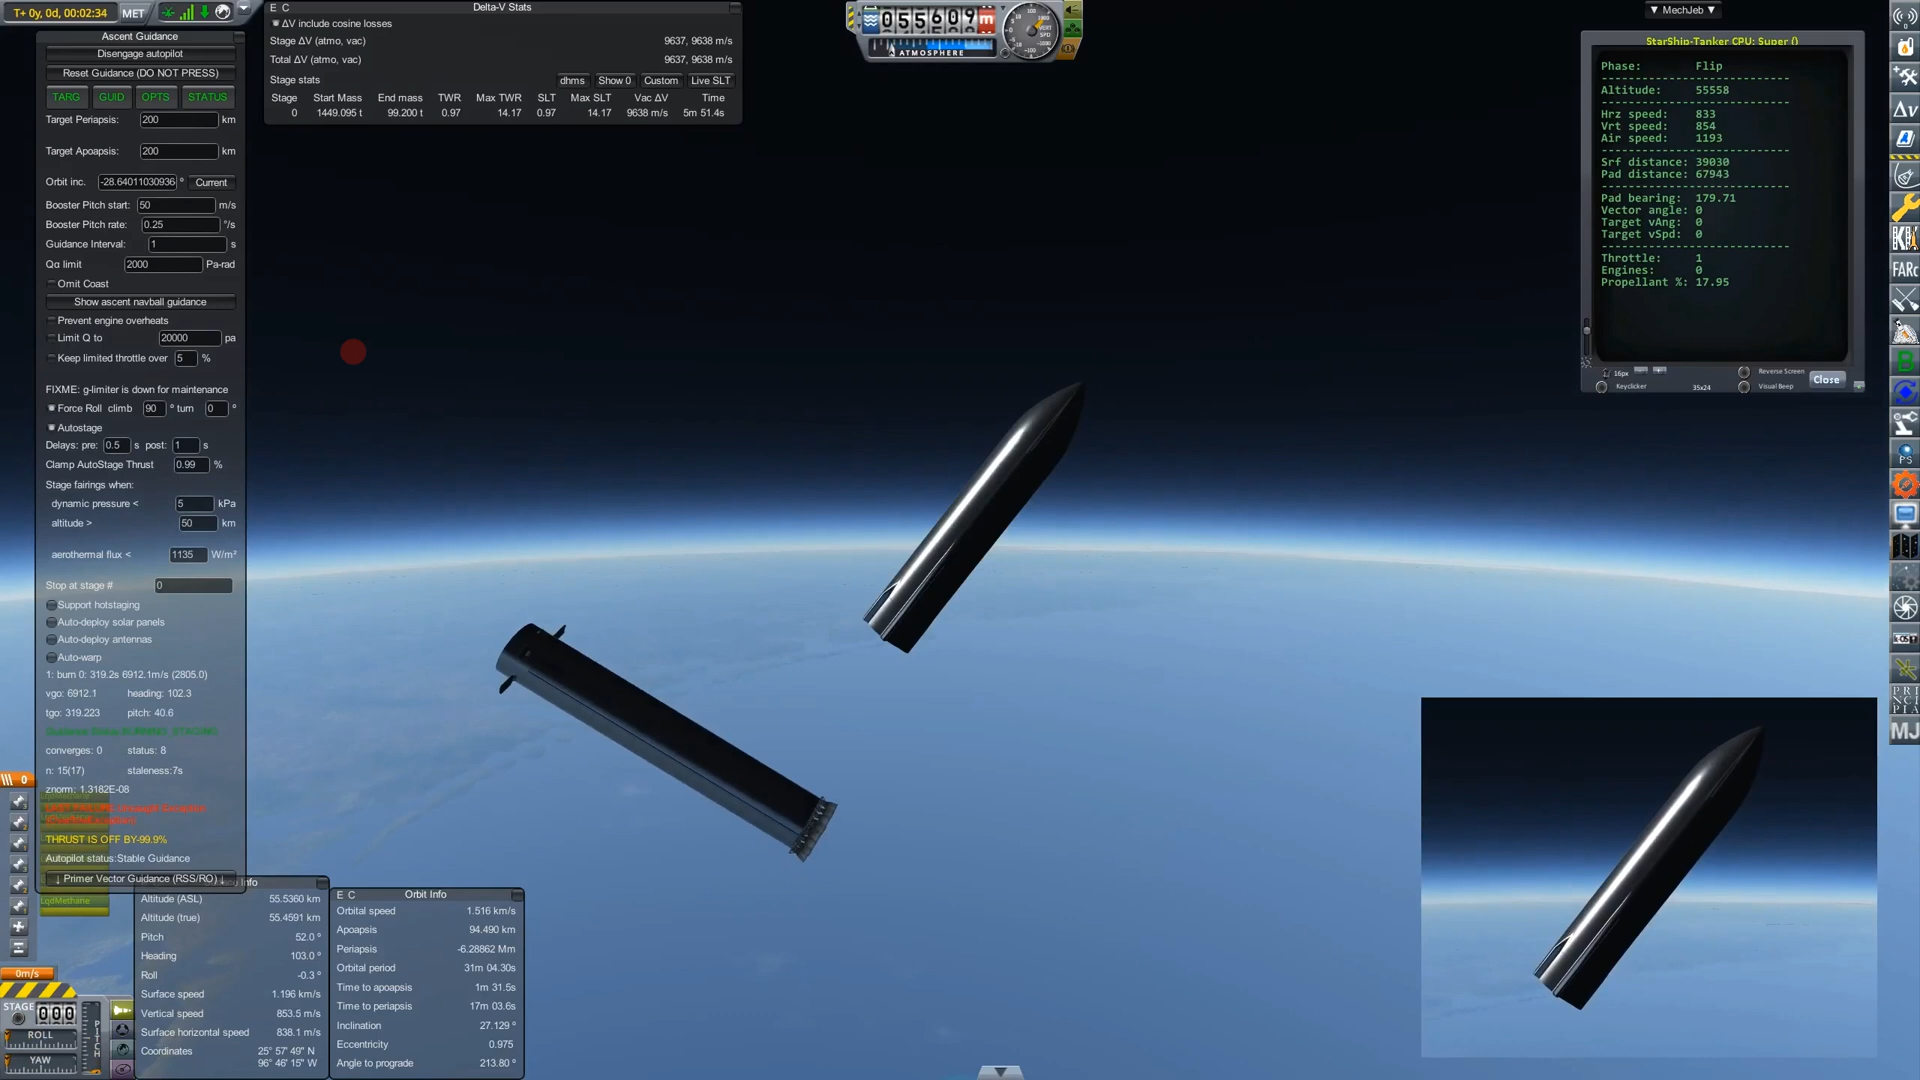 T+ 0y, 0d, 00:02:34 MET
Ascent Guidance
Disengage autopilot
Reset Guidance (DO NOT PRESS)
TARG GUID OPTS STATUS
Target Periapsis: 200 km
Target Apoapsis: 200 km
Orbit inc. -28.64011030936 ° Current
Booster Pitch start: 50 m/s
Booster Pitch rate: 0.25 °/s
Guidance Interval: 1 s
Qα limit 2000 Pa-rad
Omit Coast
Show ascent navball guidance
Prevent engine overheats
Limit Q to 20000 pa
Keep limited throttle over 5 %
FIXME: g-limiter is down for maintenance
Force Roll climb 90 ° turn 0 °
Autostage
Delays: pre: 0.5 s post: 1 s
Clamp AutoStage Thrust 0.99 %
Stage fairings when:
dynamic pressure < 5 kPa
altitude > 50 km
aerothermal flux < 1135 W/m²
Stop at stage # 0
Support hotstaging
Auto-deploy solar panels
Auto-deploy antennas
Auto-warp
1: burn 0: 319.2s 6912.1m/s (2805.0)
vgo: 6912.1 heading: 102.3
tgo: 319.223 pitch: 40.6
converges: 0 status: 8
n: 15(17) staleness:7s
znorm: 1.3182E-08
THRUST IS OFF BY-99.9%
Autopilot status:Stable Guidance
↓ Primer Vector Guidance (RSS/RO) ↓
LqdMethane
0
0m/s
STAGE 000
ROLL
YAW
PITCH
E C Delta-V Stats
ΔV include cosine losses
Stage ΔV (atmo, vac) 9637, 9638 m/s
Total ΔV (atmo, vac) 9637, 9638 m/s
Stage stats dhms Show 0 Custom Live SLT
Stage Start Mass End mass TWR Max TWR SLT Max SLT Vac ΔV Time
0 1449.095 t 99.200 t 0.97 14.17 0.97 14.17 9638 m/s 5m 51.4s
055609 m
ATMOSPHERE
▼ MechJeb ▼
StarShip-Tanker CPU: Super ()
Phase: Flip
Altitude: 55558
Hrz speed: 833
Vrt speed: 854
Air speed: 1193
Srf distance: 39030
Pad distance: 67943
Pad bearing: 179.71
Vector angle: 0
Target vAng: 0
Target vSpd: 0
Throttle: 1
Engines: 0
Propellant %: 17.95
16px
Keyclicker
35x24
Reverse Screen
Visual Beep
Close
Δv
FARc
B
PS
PRINCIPIA
MJ
Info
Altitude (ASL) 55.5360 km
Altitude (true) 55.4591 km
Pitch 52.0 °
Heading 103.0 °
Roll -0.3 °
Surface speed 1.196 km/s
Vertical speed 853.5 m/s
Surface horizontal speed 838.1 m/s
Coordinates 25° 57' 49" N
96° 46' 15" W
E C Orbit Info
Orbital speed 1.516 km/s
Apoapsis 94.490 km
Periapsis -6.28862 Mm
Orbital period 31m 04.30s
Time to apoapsis 1m 31.5s
Time to periapsis 17m 03.6s
Inclination 27.129 °
Eccentricity 0.975
Angle to prograde 213.80 °